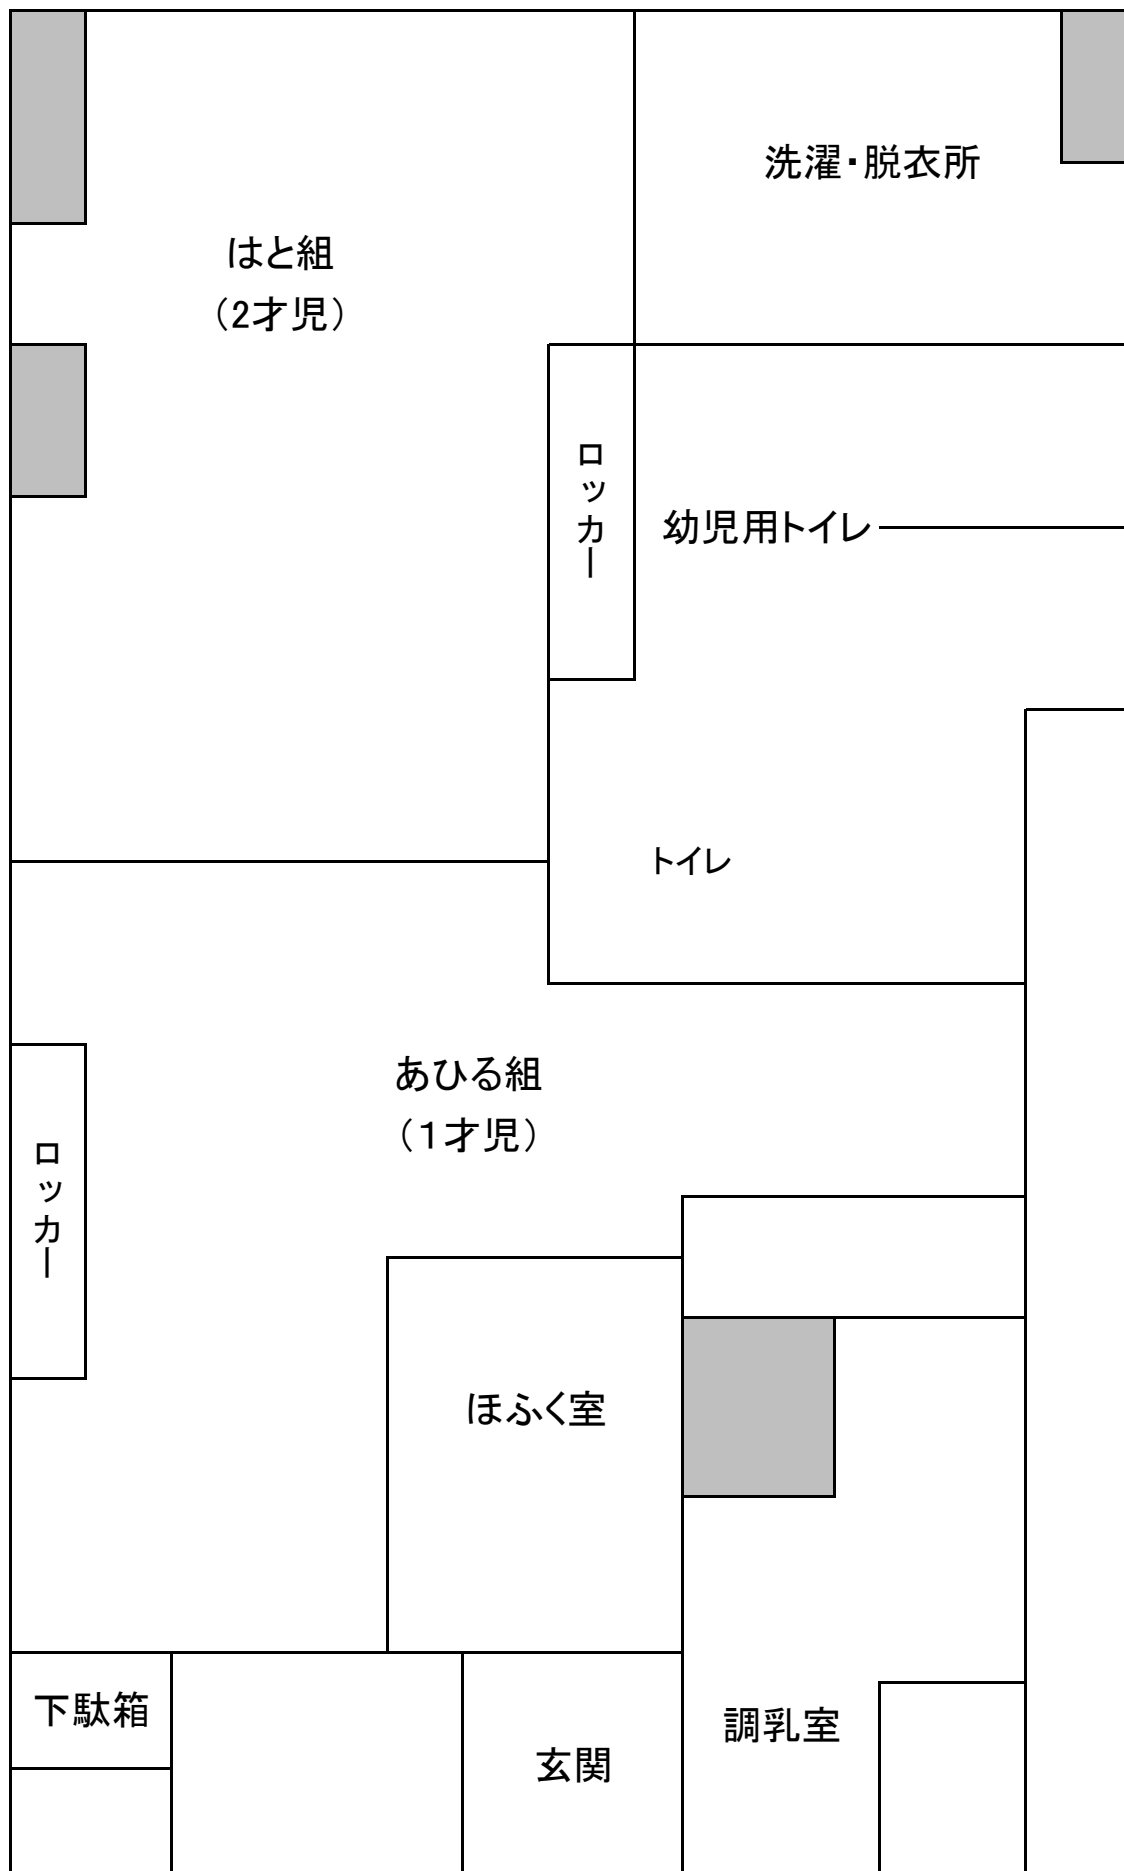 洗濯・脱衣所
はと組
（2才児）
ロッカー
幼児用トイレ
トイレ
あひる組
（１才児）
ロッカー
ほふく室
下駄箱
調乳室
玄関